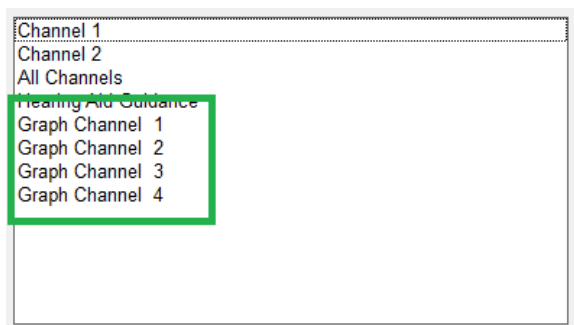 Channel 1
Channel 2
All Channels
Hearing Aid Guidance
Graph Channel  1
Graph Channel  2
Graph Channel  3
Graph Channel  4